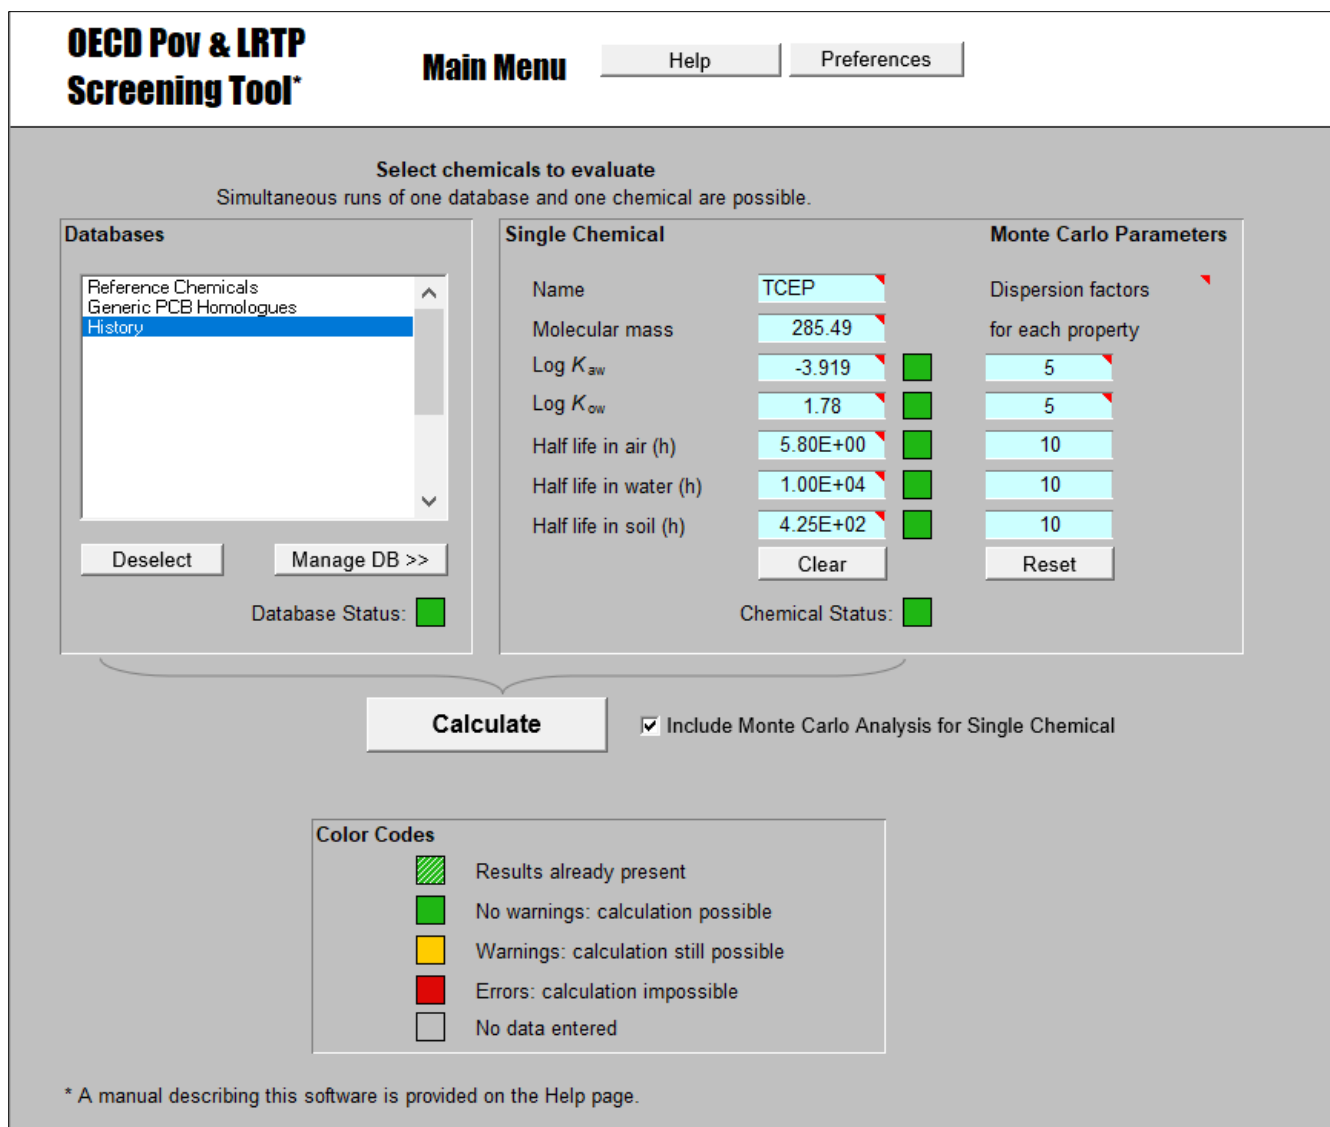 OECD Pov & LRTP
Screening Tool*
Main Menu
Help
Preferences
Select chemicals to evaluate
Simultaneous runs of one database and one chemical are possible.
Databases
Reference Chemicals
Generic PCB Homologues
History
Deselect
Manage DB >>
Database Status:
Single Chemical
Monte Carlo Parameters
Name TCEP Dispersion factors
Molecular mass 285.49 for each property
Log Kaw -3.919 5
Log Kow 1.78 5
Half life in air (h) 5.80E+00 10
Half life in water (h) 1.00E+04 10
Half life in soil (h) 4.25E+02 10
Clear Reset
Chemical Status:
Calculate
Include Monte Carlo Analysis for Single Chemical
Color Codes
Results already present
No warnings: calculation possible
Warnings: calculation still possible
Errors: calculation impossible
No data entered
* A manual describing this software is provided on the Help page.